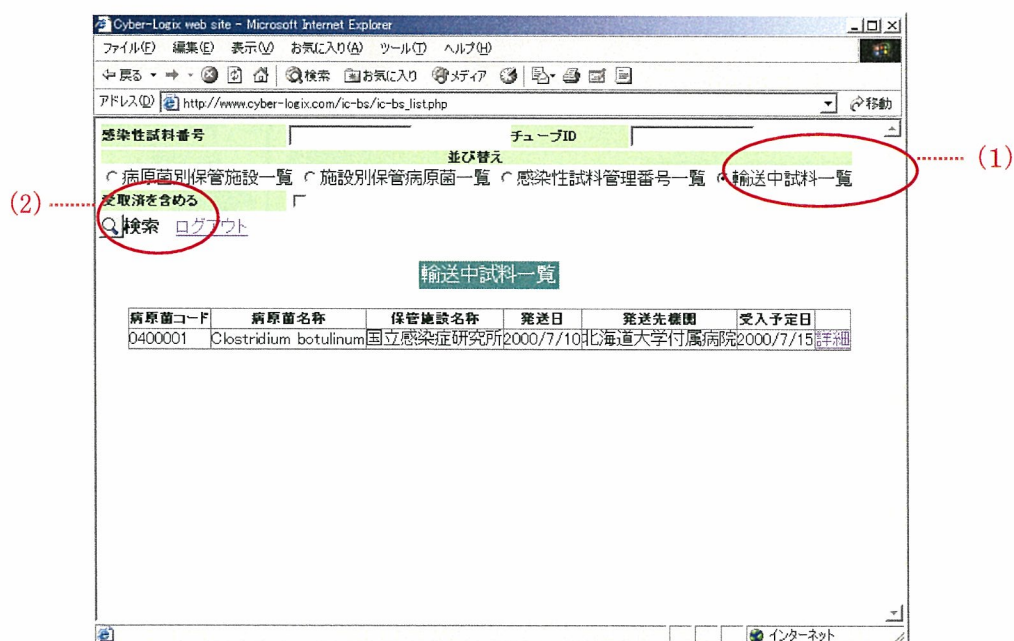 Cyber-Logix web site - Microsoft Internet Explorer
ファイル(F) 編集(E) 表示(V) お気に入り(A) ツール(T) ヘルプ(H)
戻る 検索 お気に入り メディア
アドレス(D) http://www.cyber-logix.com/ic-bs/ic-bs_list.php 移動
感染性試料番号 チューブID
並び替え
(1)
病原菌別保管施設一覧 施設別保管病原菌一覧 感染性試料管理番号一覧 輸送中試料一覧
(2)
受取済を含める
検索 ログアウト
輸送中試料一覧
病原菌コード 病原菌名称 保管施設名称 発送日 発送先機関 受入予定日
0400001 Clostridium botulinum 国立感染症研究所 2000/7/10 北海道大学付属病院 2000/7/15 詳細
インターネット